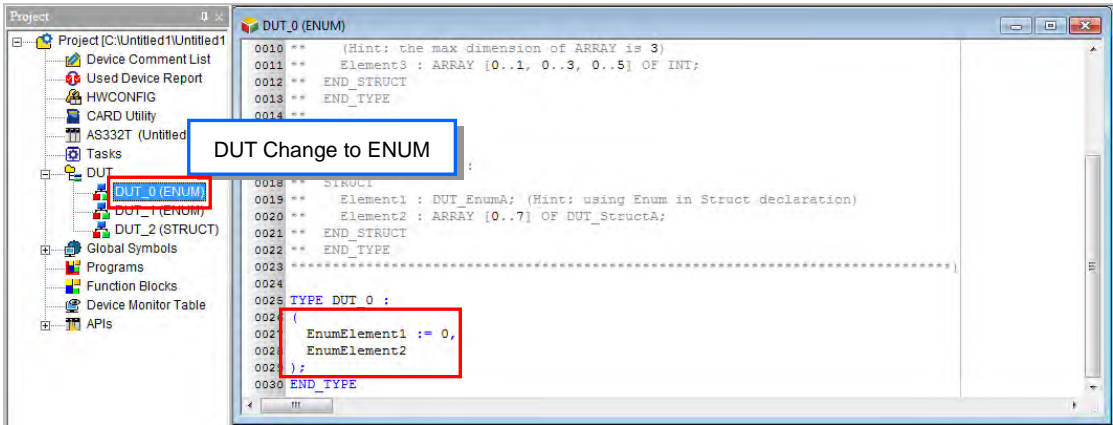 Project
Project [C:\Untitled1\Untitled1
Device Comment List
Used Device Report
HWCONFIG
CARD Utility
AS332T (Untitled
Tasks
DUT
DUT_0 (ENUM)
DUT_1 (ENUM)
DUT_2 (STRUCT)
Global Symbols
Programs
Function Blocks
Device Monitor Table
APIs
DUT Change to ENUM
DUT_0 (ENUM)
0010 ** (Hint: the max dimension of ARRAY is 3)
0011 ** Element3 : ARRAY [0..1, 0..3, 0..5] OF INT;
0012 ** END_STRUCT
0013 ** END_TYPE
0014 **
:
0018 ** STRUCT
0019 ** Element1 : DUT_EnumA; (Hint: using Enum in Struct declaration)
0020 ** Element2 : ARRAY [0..7] OF DUT_StructA;
0021 ** END_STRUCT
0022 ** END_TYPE
0023 ******************************************************************************)
0024
0025 TYPE DUT_0 :
0026 (
0027 EnumElement1 := 0,
0028 EnumElement2
0029 );
0030 END_TYPE